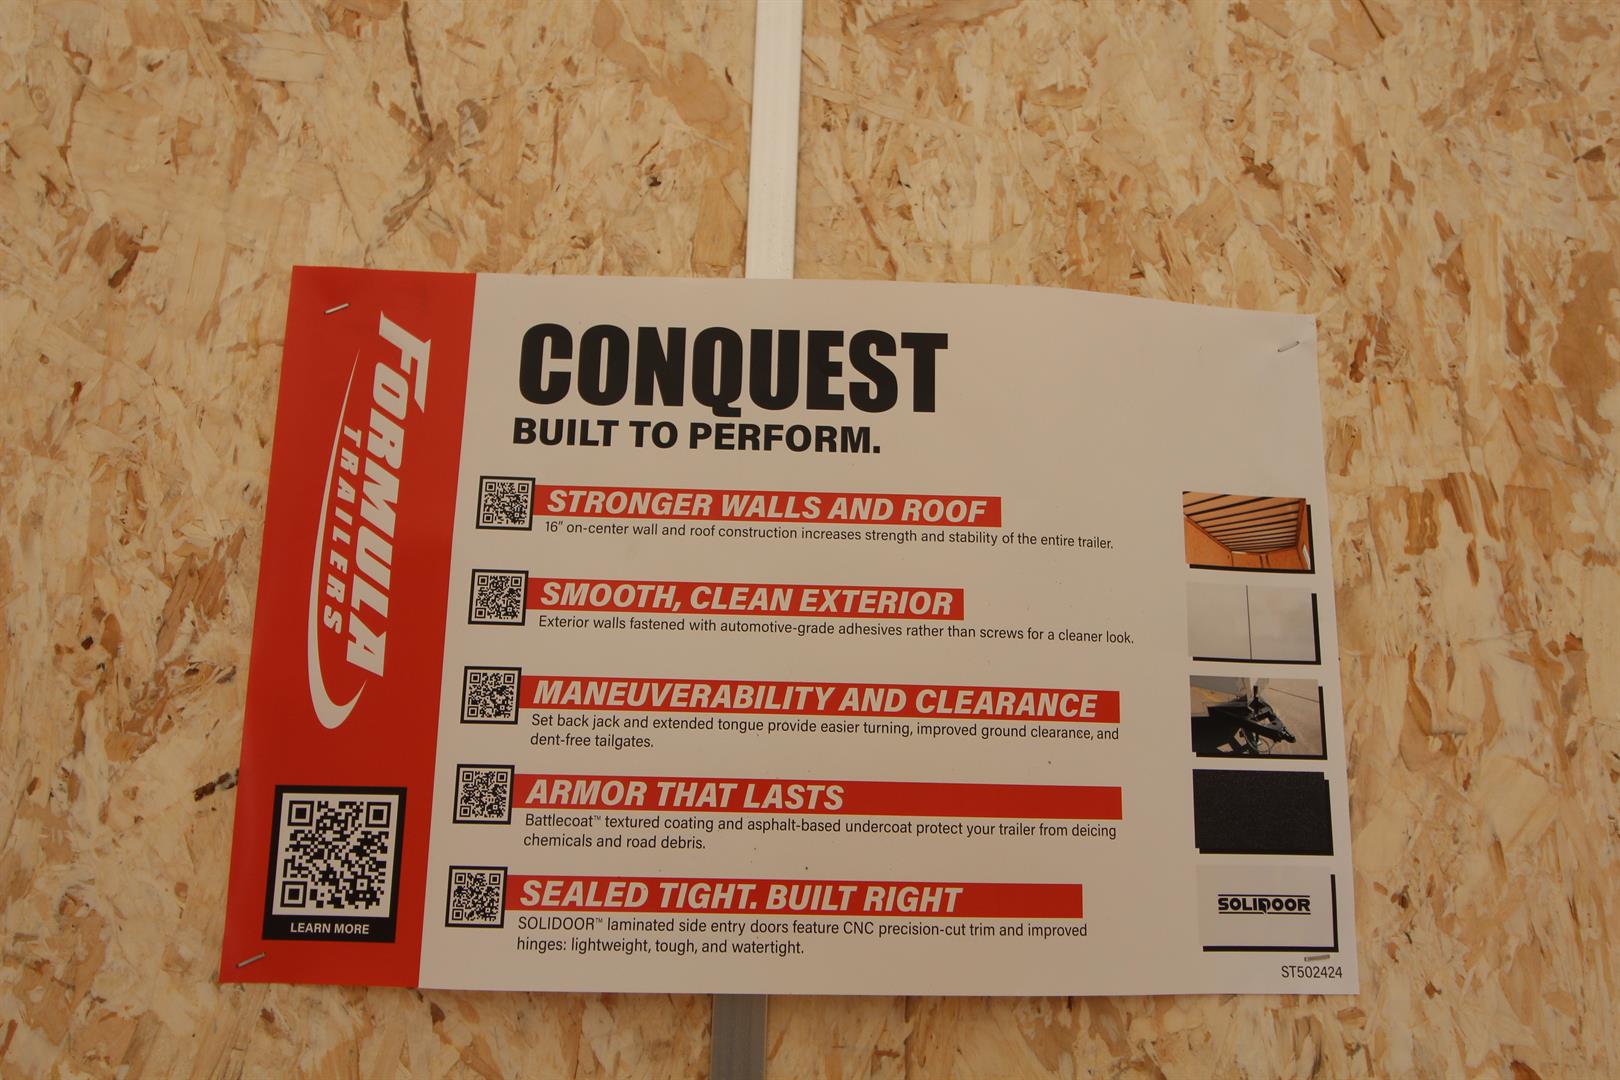 FORMULA
TRAILERS
LEARN MORE
CONQUEST
BUILT TO PERFORM.
STRONGER WALLS AND ROOF
16" on-center wall and roof construction increases strength and stability of the entire trailer.
SMOOTH, CLEAN EXTERIOR
Exterior walls fastened with automotive-grade adhesives rather than screws for a cleaner look.
MANEUVERABILITY AND CLEARANCE
Set back jack and extended tongue provide easier turning, improved ground clearance, and
dent-free tailgates.
ARMOR THAT LASTS
Battlecoat™ textured coating and asphalt-based undercoat protect your trailer from deicing
chemicals and road debris.
SEALED TIGHT. BUILT RIGHT
SOLIDOOR™ laminated side entry doors feature CNC precision-cut trim and improved
hinges: lightweight, tough, and watertight.
SOLIDOOR
ST502424